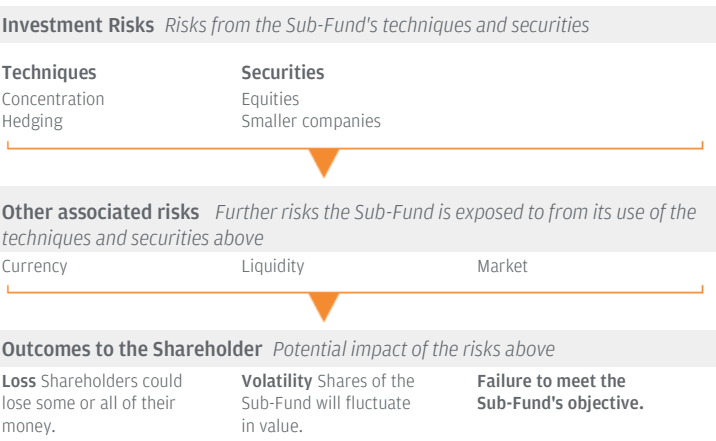 Investment Risks Risks from the Sub-Fund's techniques and securities
Techniques
Concentration
Hedging
Securities
Equities
Smaller companies
Other associated risks Further risks the Sub-Fund is exposed to from its use of the
techniques and securities above
Currency
Liquidity
Market
Outcomes to the Shareholder Potential impact of the risks above
Loss Shareholders could
lose some or all of their
money.
Volatility Shares of the
Sub-Fund will fluctuate
in value.
Failure to meet the
Sub-Fund's objective.